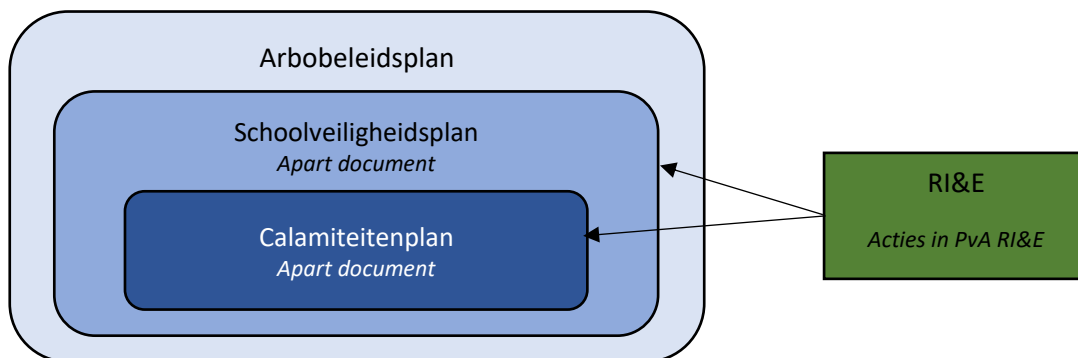 Arbobeleidsplan
Schoolveiligheidsplan
Apart document
Calamiteitenplan
Apart document
RI&E
Acties in PvA RI&E